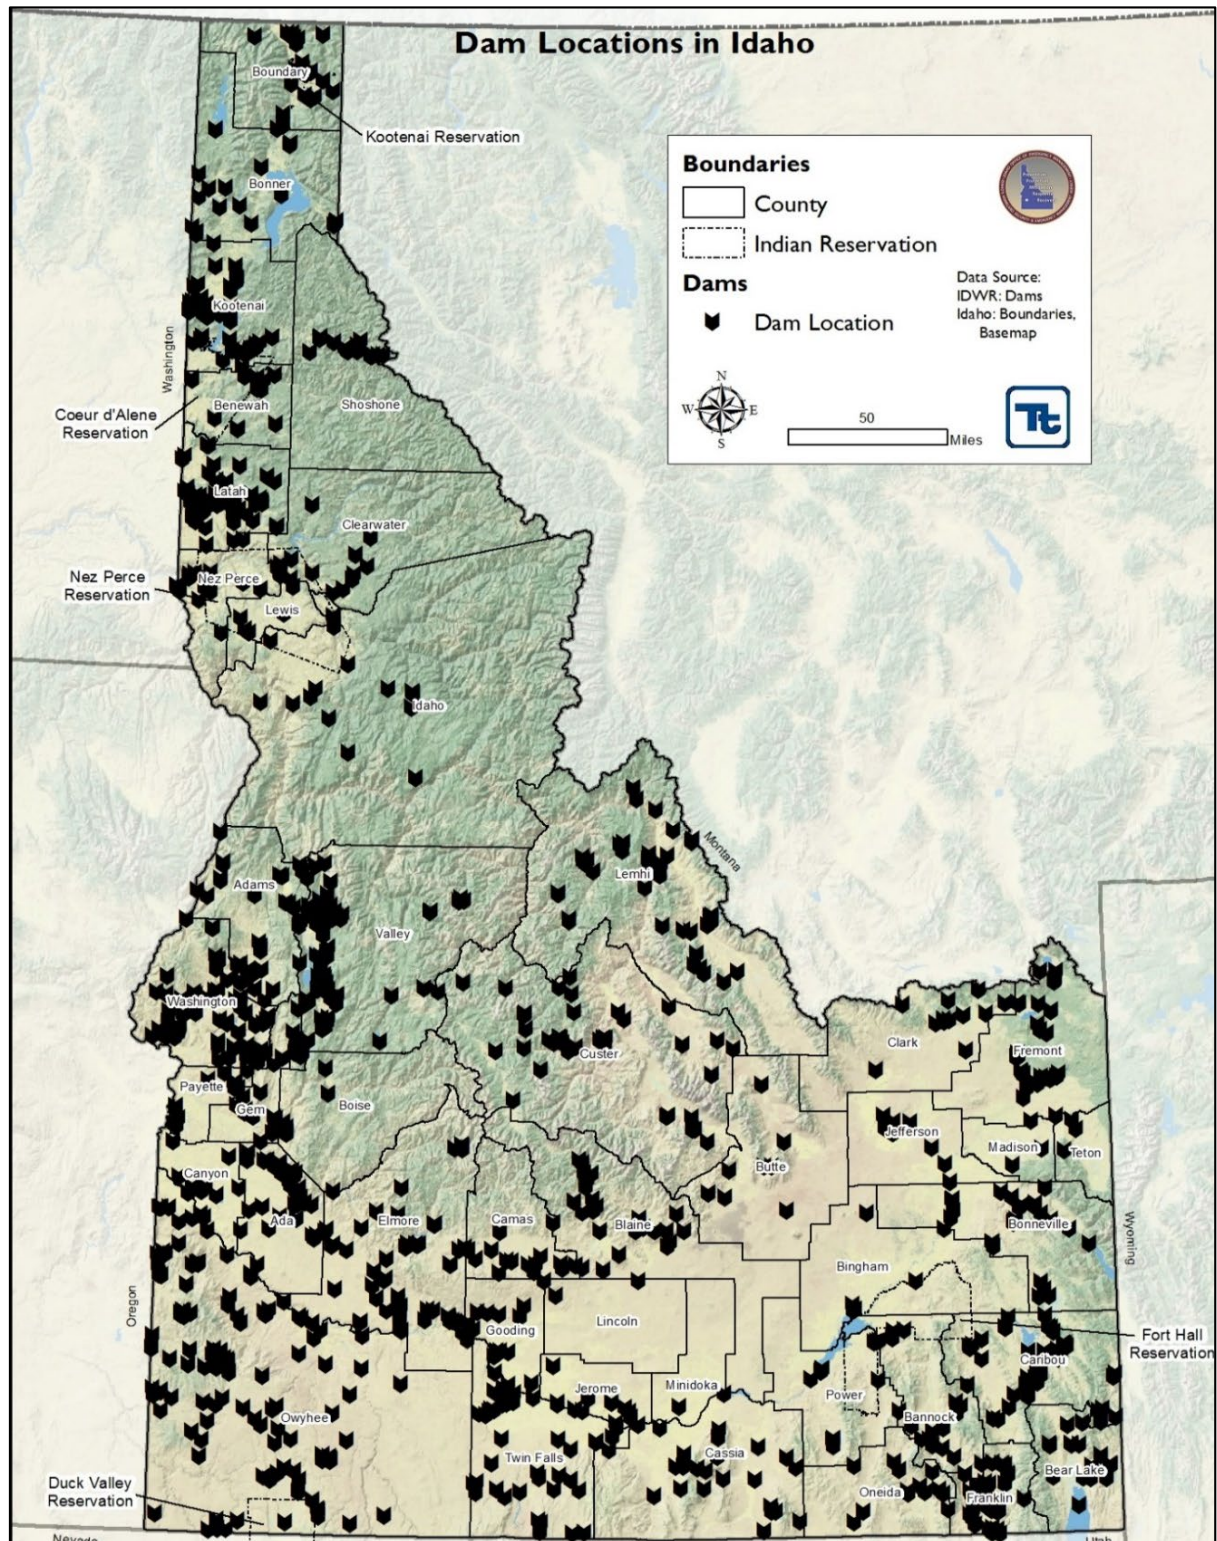 Dam Locations in Idaho
Boundary
Kootenai Reservation
Bonner
Boundaries
County
Indian Reservation
Dams
Dam Location
Data Source:
IDWR: Dams
Idaho: Boundaries,
Basemap
N
W E
S
50
Miles
Tt
Kootenai
Washington
Coeur d'Alene
Reservation
Benewah
Shoshone
Latah
Clearwater
Nez Perce
Reservation
Nez Perce
Lewis
Idaho
Montana
Lemhi
Adams
Valley
Washington
Custer
Clark
Fremont
Payette
Gem
Boise
Jefferson
Madison
Teton
Butte
Canyon
Ada
Elmore
Camas
Blaine
Bonneville
Wyoming
Bingham
Oregon
Gooding
Lincoln
Fort Hall
Reservation
Caribou
Jerome
Minidoka
Power
Owyhee
Bannock
Twin Falls
Cassia
Bear Lake
Duck Valley
Reservation
Oneida
Franklin
Nevada
Utah